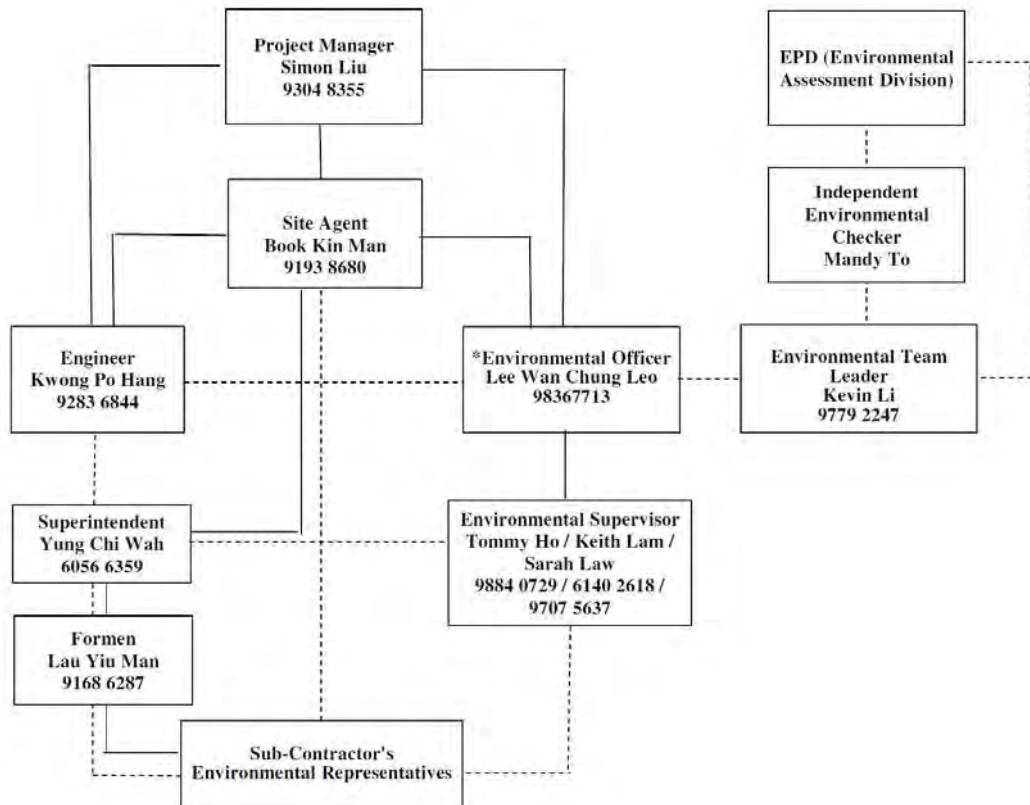 Project Manager
Simon Liu
9304 8355
EPD (Environmental
Assessment Division)
Site Agent
Book Kin Man
9193 8680
Independent
Environmental
Checker
Mandy To
Engineer
Kwong Po Hang
9283 6844
*Environmental Officer
Lee Wan Chung Leo
98367713
Environmental Team
Leader
Kevin Li
9779 2247
Superintendent
Yung Chi Wah
6056 6359
Environmental Supervisor
Tommy Ho / Keith Lam /
Sarah Law
9884 0729 / 6140 2618 /
9707 5637
Formen
Lau Yiu Man
9168 6287
Sub-Contractor's
Environmental Representatives